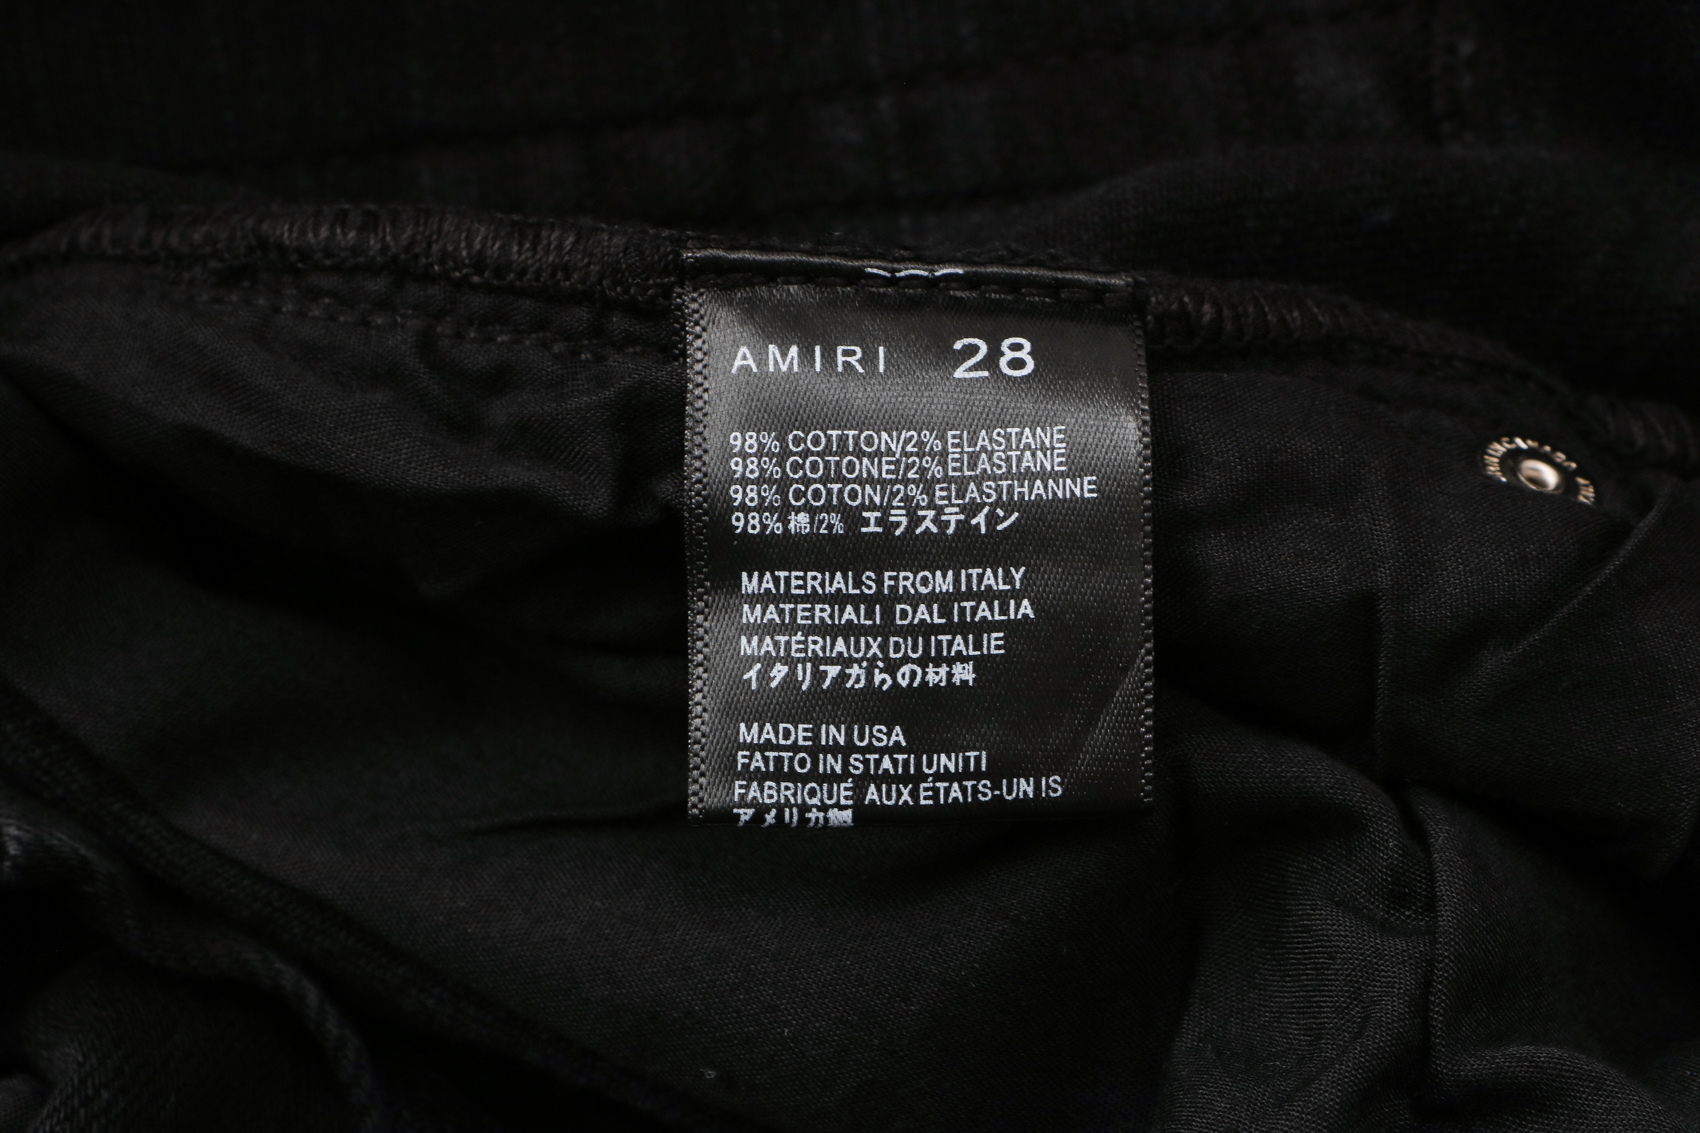 AMIRI 28
98% COTTON/2% ELASTANE
98% COTONE/2% ELASTANE
98% COTON/2% ELASTHANNE
98% 棉/2% エラステイン
MATERIALS FROM ITALY
MATERIALI DAL ITALIA
MATÉRIAUX DU ITALIE
イタリアガらの材料
MADE IN USA
FATTO IN STATI UNITI
FABRIQUÉ AUX ÉTATS-UN IS
アメリカ